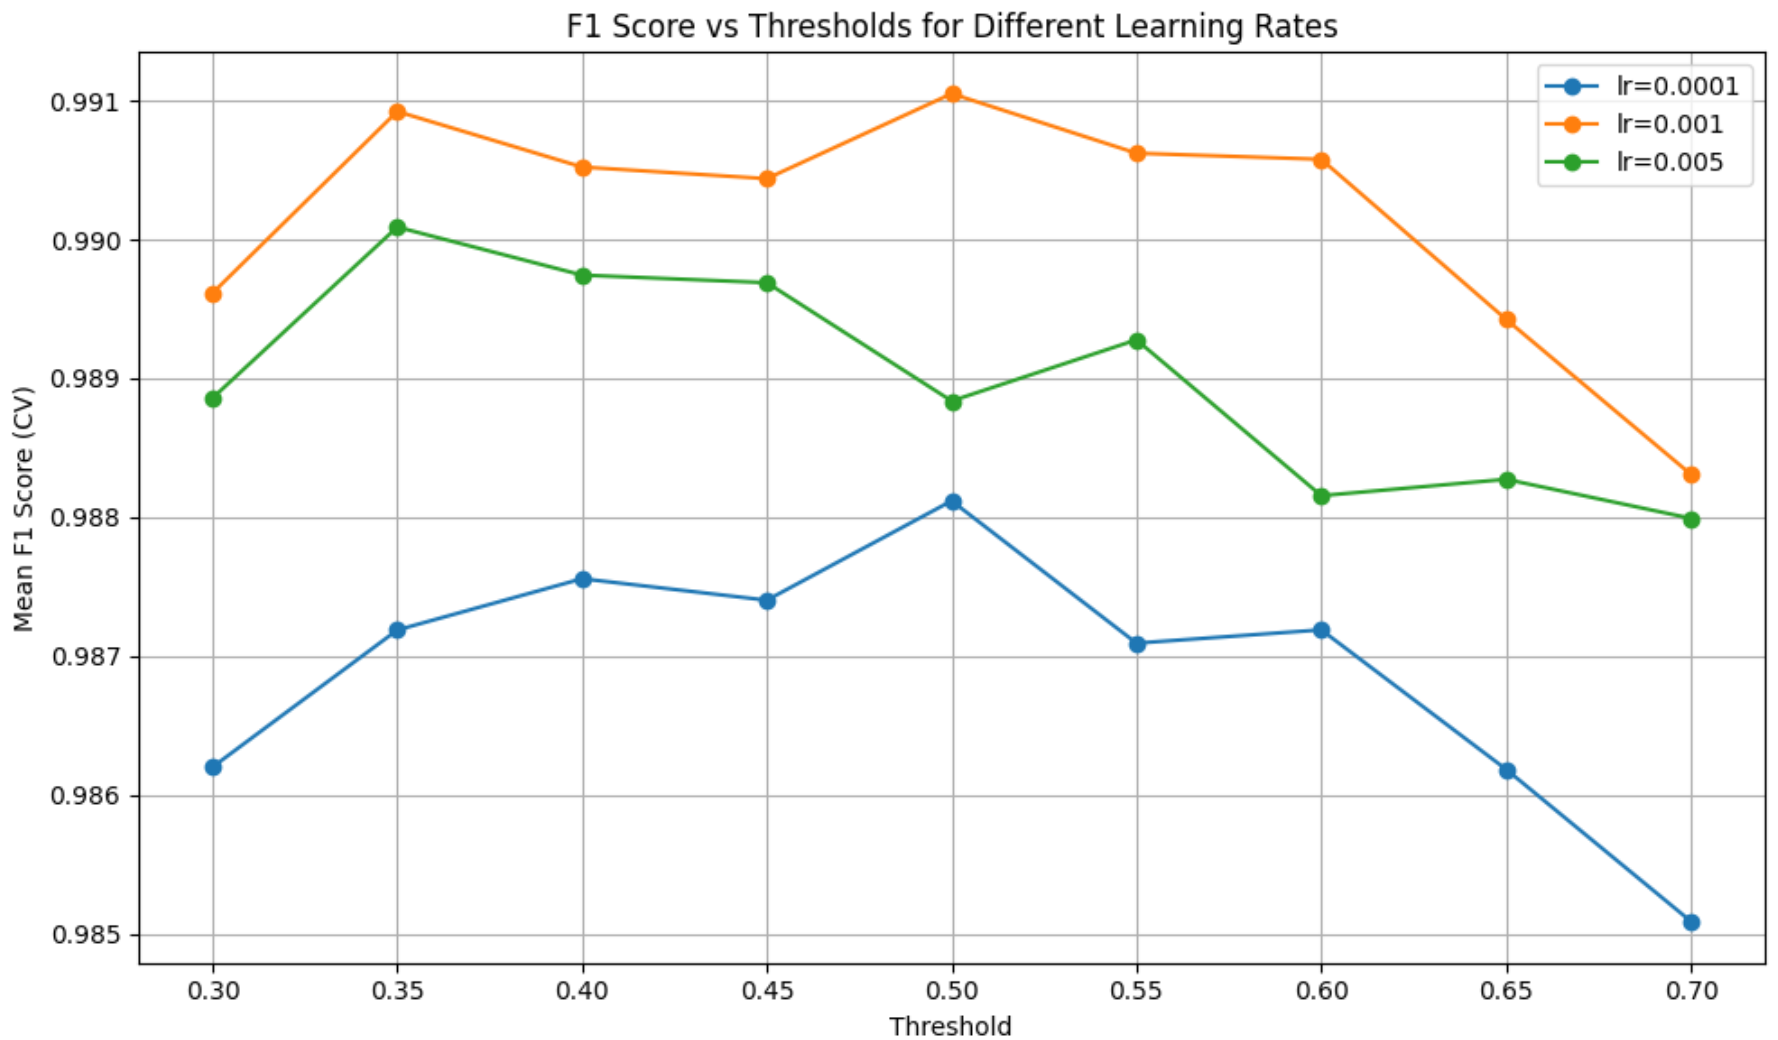 F1 Score vs Thresholds for Different Learning Rates
lr=0.0001
lr=0.001
lr=0.005
Mean F1 Score (CV)
0.991
0.990
0.989
0.988
0.987
0.986
0.985
0.30 0.35 0.40 0.45 0.50 0.55 0.60 0.65 0.70
Threshold